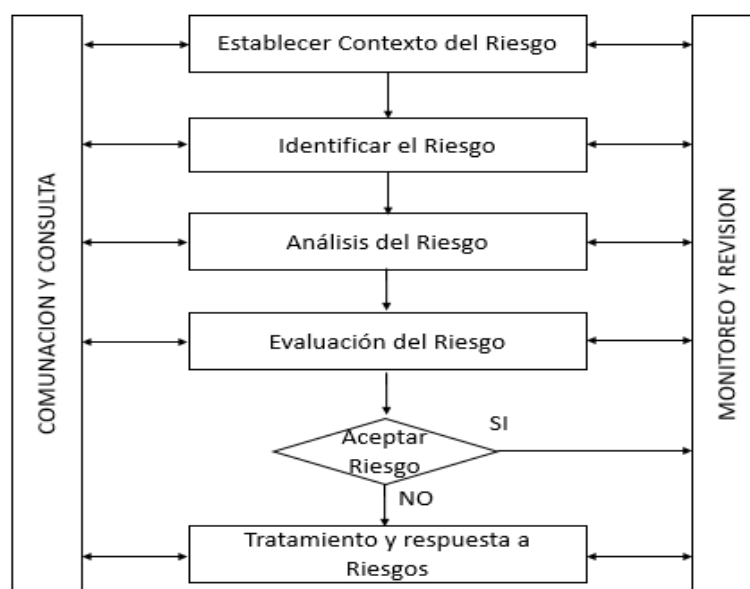 Establecer Contexto del Riesgo
Identificar el Riesgo
Análisis del Riesgo
Evaluación del Riesgo
Aceptar
Riesgo
SI
NO
Tratamiento y respuesta a
Riesgos
COMUNACION Y CONSULTA
MONITOREO Y REVISION